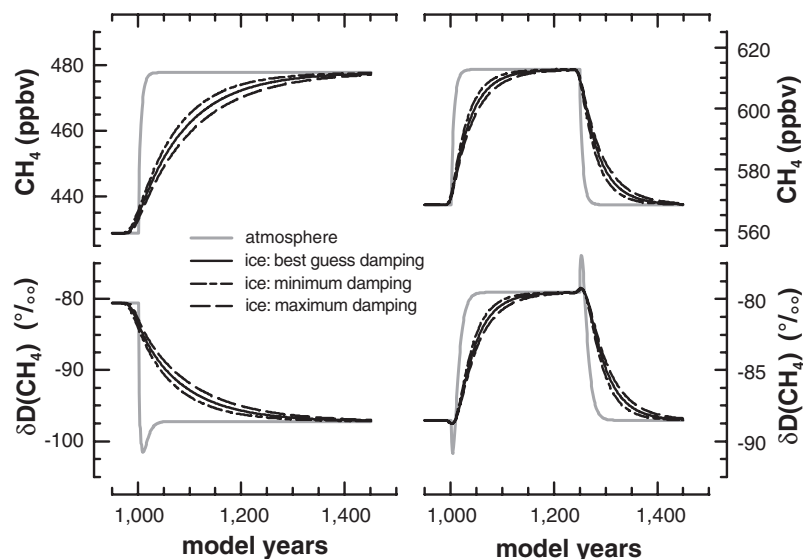 480
460
440
CH₄ (ppbv)
620
600
580
560
CH₄ (ppbv)
atmosphere
ice: best guess damping
ice: minimum damping
ice: maximum damping
-80
-90
-100
δD(CH₄) (°/₀₀)
-80
-85
-90
δD(CH₄) (°/₀₀)
1,000 1,200 1,400
1,000 1,200 1,400
model years
model years